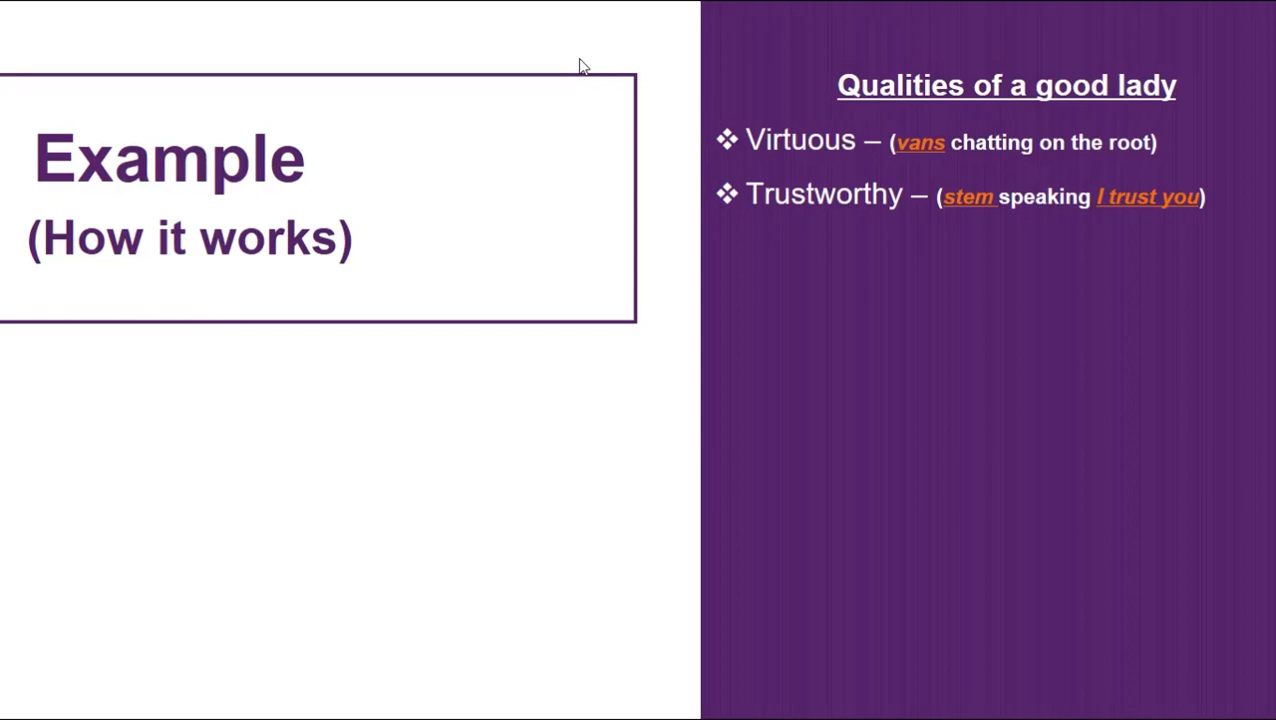 Example
(How it works)
Qualities of a good lady
❖ Virtuous – (vans chatting on the root)
❖ Trustworthy – (stem speaking I trust you)